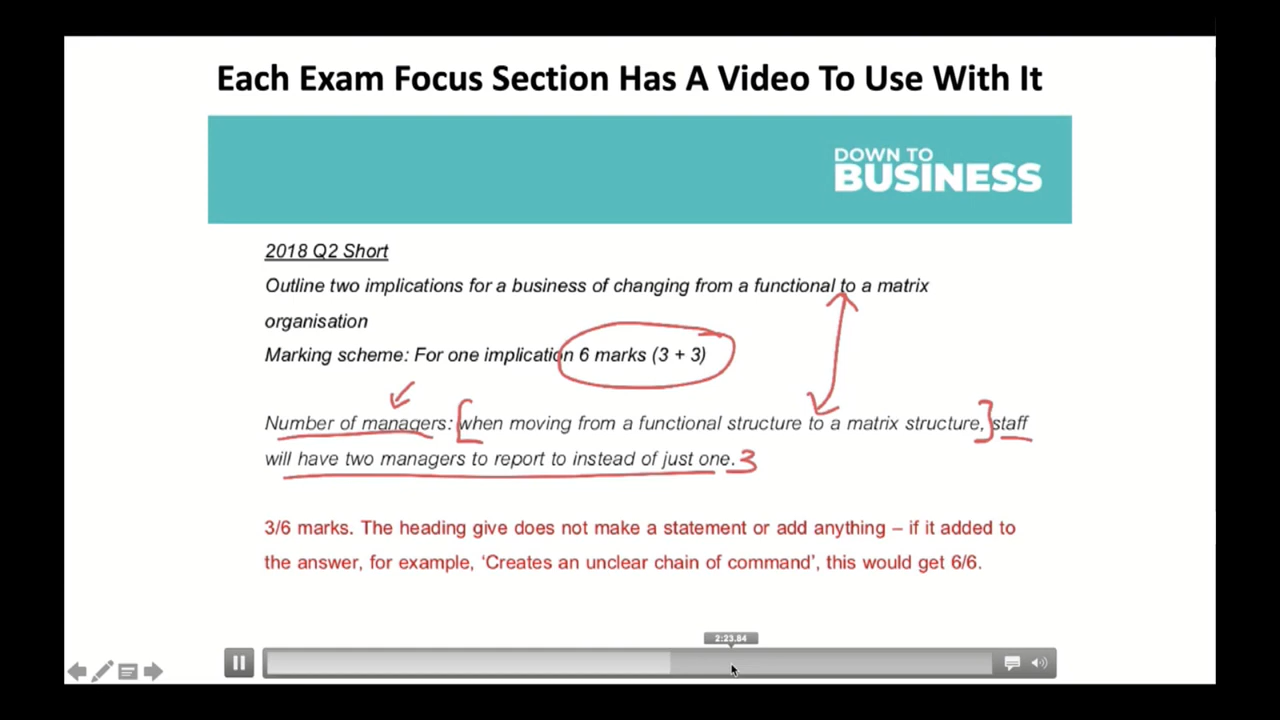 Each Exam Focus Section Has A Video To Use With It
DOWN TO
BUSINESS
2018 Q2 Short
Outline two implications for a business of changing from a functional to a matrix
organisation
Marking scheme: For one implication 6 marks (3 + 3)
Number of managers: [when moving from a functional structure to a matrix structure,] staff
will have two managers to report to instead of just one. 3
3/6 marks. The heading give does not make a statement or add anything – if it added to
the answer, for example, ‘Creates an unclear chain of command’, this would get 6/6.
2:23.84